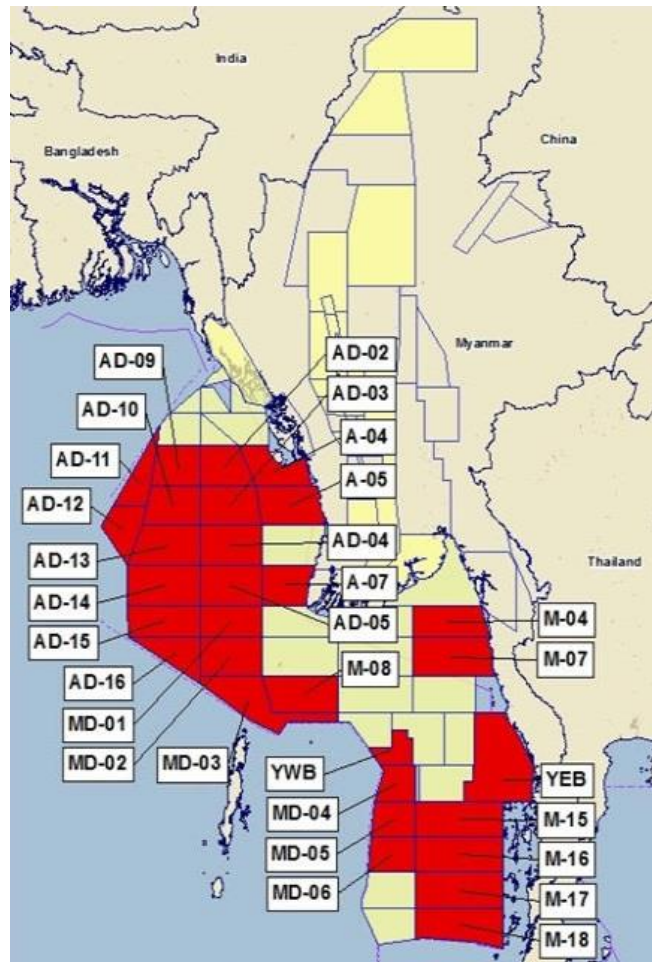 India
China
Bangladesh
Myanmar
AD-02
AD-09
AD-03
AD-10
A-04
AD-11
A-05
AD-12
AD-04
AD-13
A-07
Thailand
AD-14
AD-05
M-04
AD-15
M-07
M-08
AD-16
MD-01
MD-02
MD-03
YWB
YEB
MD-04
M-15
MD-05
M-16
MD-06
M-17
M-18